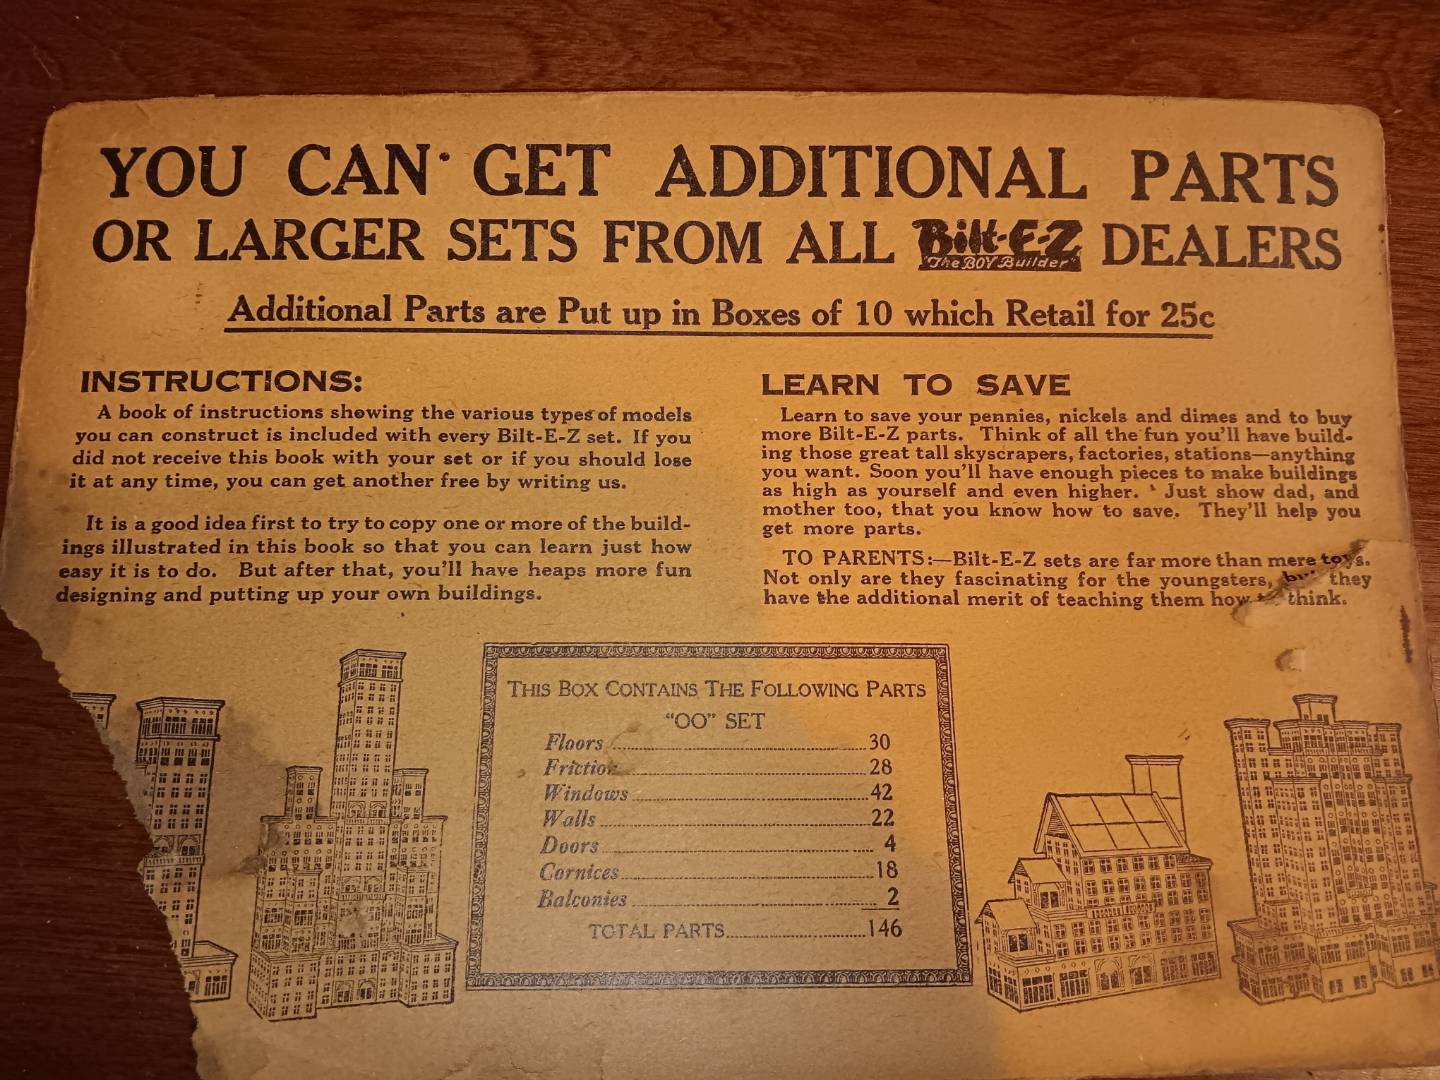 YOU CAN GET ADDITIONAL PARTS
OR LARGER SETS FROM ALL Bilt-E-Z DEALERS
"The BOY Builder"
Additional Parts are Put up in Boxes of 10 which Retail for 25c
INSTRUCTIONS:
A book of instructions showing the various types of models
you can construct is included with every Bilt-E-Z set. If you
did not receive this book with your set or if you should lose
it at any time, you can get another free by writing us.
It is a good idea first to try to copy one or more of the build-
ings illustrated in this book so that you can learn just how
easy it is to do. But after that, you'll have heaps more fun
designing and putting up your own buildings.
LEARN TO SAVE
Learn to save your pennies, nickels and dimes and to buy
more Bilt-E-Z parts. Think of all the fun you'll have build-
ing those great tall skyscrapers, factories, stations—anything
you want. Soon you'll have enough pieces to make buildings
as high as yourself and even higher. Just show dad, and
mother too, that you know how to save. They'll help you
get more parts.
TO PARENTS:—Bilt-E-Z sets are far more than mere toys.
Not only are they fascinating for the youngsters, but they
have the additional merit of teaching them how to think.
THIS BOX CONTAINS THE FOLLOWING PARTS
"OO" SET
Floors 30
Friction 28
Windows 42
Walls 22
Doors 4
Cornices 18
Balconies 2
TOTAL PARTS 146